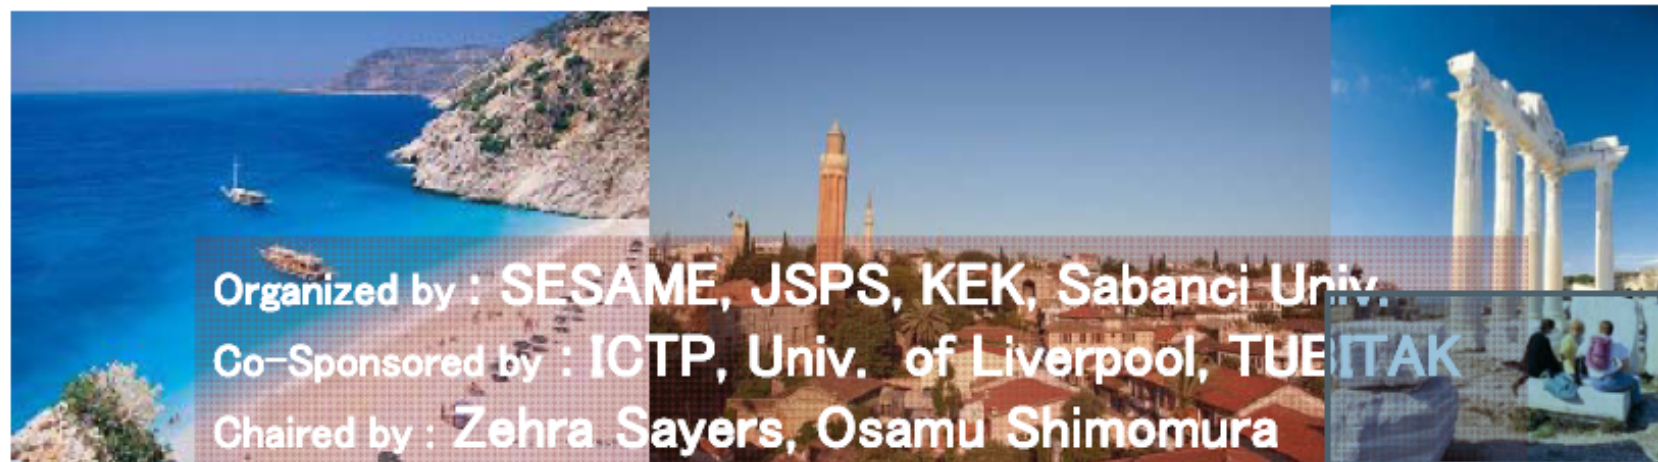 Organized by : SESAME, JSPS, KEK, Sabanci Univ.
Co-Sponsored by : ICTP, Univ. of Liverpool, TUBITAK
Chaired by : Zehra Sayers, Osamu Shimomura